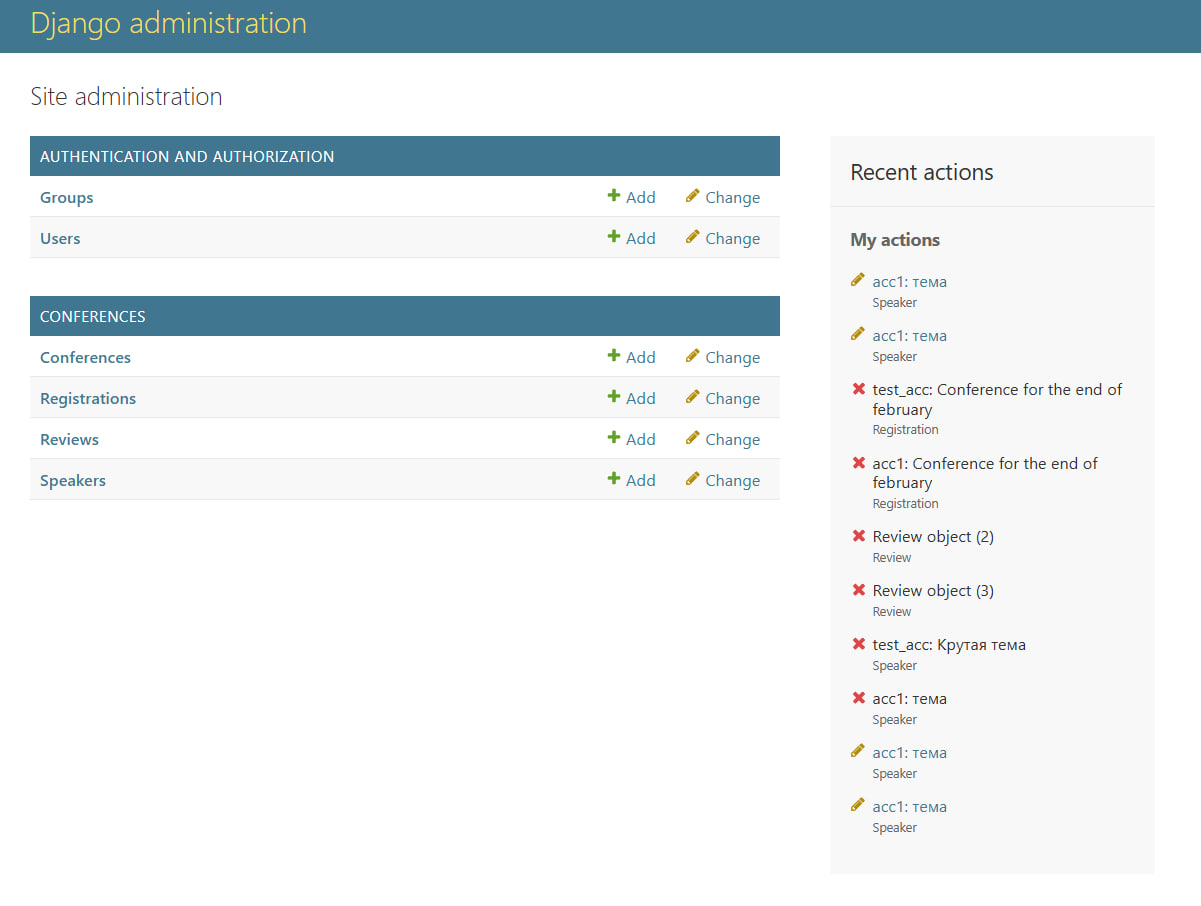 Django administration
Site administration
AUTHENTICATION AND AUTHORIZATION
Groups Add Change
Users Add Change
CONFERENCES
Conferences Add Change
Registrations Add Change
Reviews Add Change
Speakers Add Change
Recent actions
My actions
acc1: тема
Speaker
acc1: тема
Speaker
test_acc: Conference for the end of
february
Registration
acc1: Conference for the end of
february
Registration
Review object (2)
Review
Review object (3)
Review
test_acc: Крутая тема
Speaker
acc1: тема
Speaker
acc1: тема
Speaker
acc1: тема
Speaker